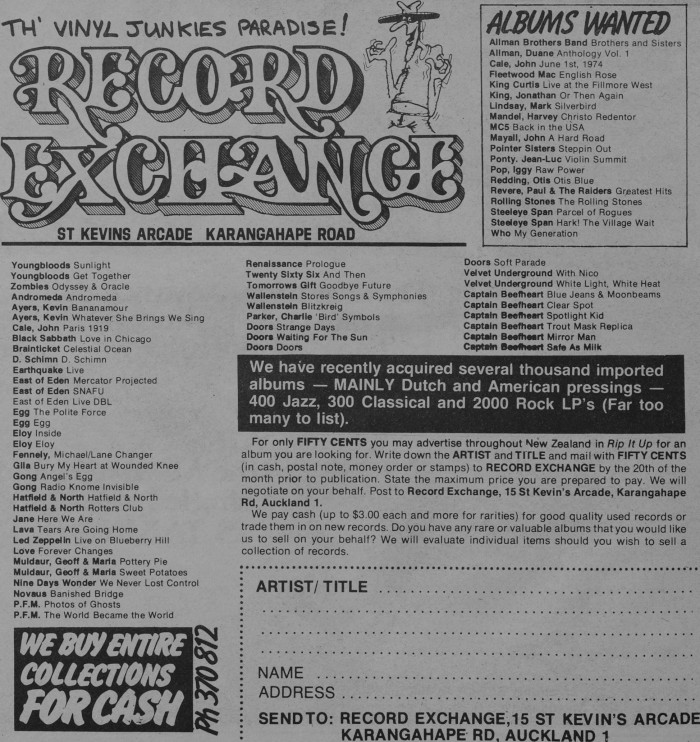 TH' VINYL JUNKIES PARADISE!
RECORD
EXCHANGE
ST KEVINS ARCADE KARANGAHAPE ROAD
ALBUMS WANTED
Allman Brothers Band Brothers and Sisters
Allman, Duane Anthology Vol. 1
Cale, John June 1st, 1974
Fleetwood Mac English Rose
King Curtis Live at the Fillmore West
King, Jonathan Or Then Again
Lindsay, Mark Silverbird
Mandel, Harvey Christo Redentor
MC5 Back in the USA
Mayall, John A Hard Road
Pointer Sisters Steppin Out
Ponty, Jean-Luc Violin Summit
Pop, Iggy Raw Power
Redding, Otis Otis Blue
Revere, Paul & The Raiders Greatest Hits
Rolling Stones The Rolling Stones
Steeleye Span Parcel of Rogues
Steeleye Span Hark! The Village Wait
Who My Generation
Youngbloods Sunlight
Youngbloods Get Together
Zombies Odyssey & Oracle
Andromeda Andromeda
Ayers, Kevin Bananamour
Ayers, Kevin Whatever She Brings We Sing
Cale, John Paris 1919
Black Sabbath Love in Chicago
Brainticket Celestial Ocean
D. Schimn D. Schimn
Earthquake Live
East of Eden Mercator Projected
East of Eden SNAFU
East of Eden Live DBL
Egg The Polite Force
Egg Egg
Eloy Inside
Eloy Eloy
Fennely, Michael/Lane Changer
Gila Bury My Heart at Wounded Knee
Gong Angel's Egg
Gong Radio Knome Invisible
Hatfield & North Hatfield & North
Hatfield & North Rotters Club
Jane Here We Are
Lava Tears Are Going Home
Led Zeppelin Live on Blueberry Hill
Love Forever Changes
Muldaur, Geoff & Maria Pottery Pie
Muldaur, Geoff & Maria Sweet Potatoes
Nine Days Wonder We Never Lost Control
Novaus Banished Bridge
P.F.M. Photos of Ghosts
P.F.M. The World Became the World
Renaissance Prologue
Twenty Sixty Six And Then
Tomorrows Gift Goodbye Future
Wallenstein Stores Songs & Symphonies
Wallenstein Blitzkreig
Parker, Charlie 'Bird' Symbols
Doors Strange Days
Doors Waiting For The Sun
Doors Doors
Doors Soft Parade
Velvet Underground With Nico
Velvet Underground White Light, White Heat
Captain Beefheart Blue Jeans & Moonbeams
Captain Beefheart Clear Spot
Captain Beefheart Spotlight Kid
Captain Beefheart Trout Mask Replica
Captain Beefheart Mirror Man
Captain Beefheart Safe As Milk
We have recently acquired several thousand imported
albums — MAINLY Dutch and American pressings —
400 Jazz, 300 Classical and 2000 Rock LP's (Far too
many to list).
For only FIFTY CENTS you may advertise throughout New Zealand in Rip It Up for an
album you are looking for. Write down the ARTIST and TITLE and mail with FIFTY CENTS
(in cash, postal note, money order or stamps) to RECORD EXCHANGE by the 20th of the
month prior to publication. State the maximum price you are prepared to pay. We will
negotiate on your behalf. Post to Record Exchange, 15 St Kevin's Arcade, Karangahape
Rd, Auckland 1.
We pay cash (up to $3.00 each and more for rarities) for good quality used records or
trade them in on new records. Do you have any rare or valuable albums that you would like
us to sell on your behalf? We will evaluate individual items should you wish to sell a
collection of records.
WE BUY ENTIRE
COLLECTIONS
FOR CASH
Ph 370 812
ARTIST/ TITLE
NAME
ADDRESS
SEND TO: RECORD EXCHANGE, 15 ST KEVIN'S ARCADE
KARANGAHAPE RD, AUCKLAND 1